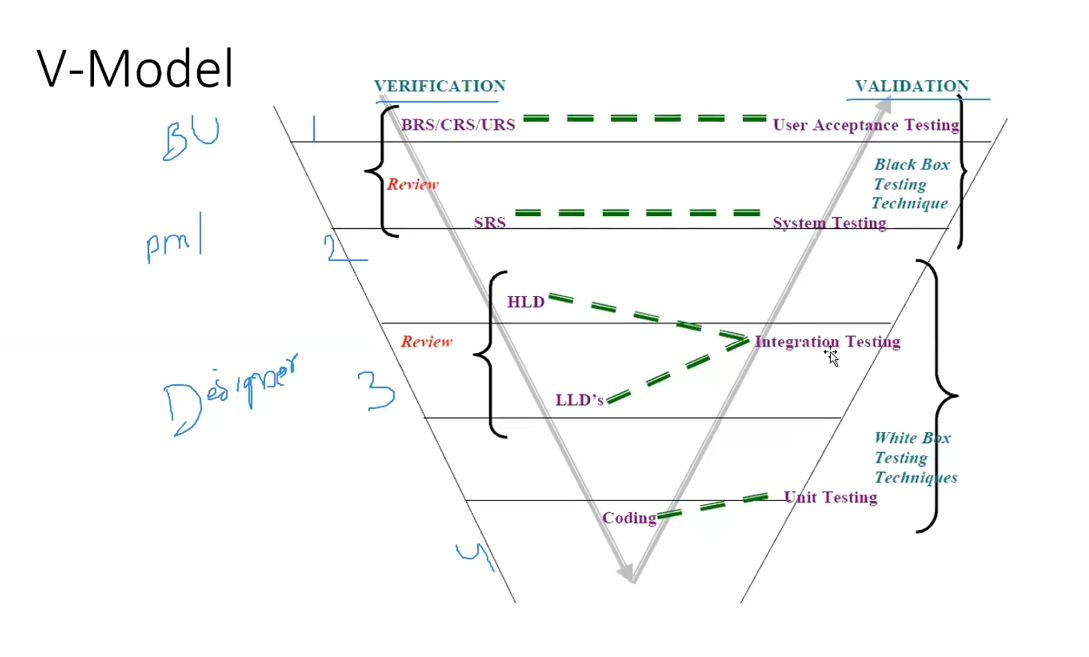 V-Model
VERIFICATION
VALIDATION
BU
1
BRS/CRS/URS
User Acceptance Testing
Review
Black Box
Testing
Technique
SRS
System Testing
2
HLD
Review
Integration Testing
Designer
3
LLD's
White Box
Testing
Techniques
Unit Testing
Coding
4